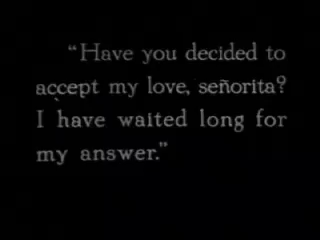 "Have you decided to
accept my love, señorita?
I have waited long for
my answer."